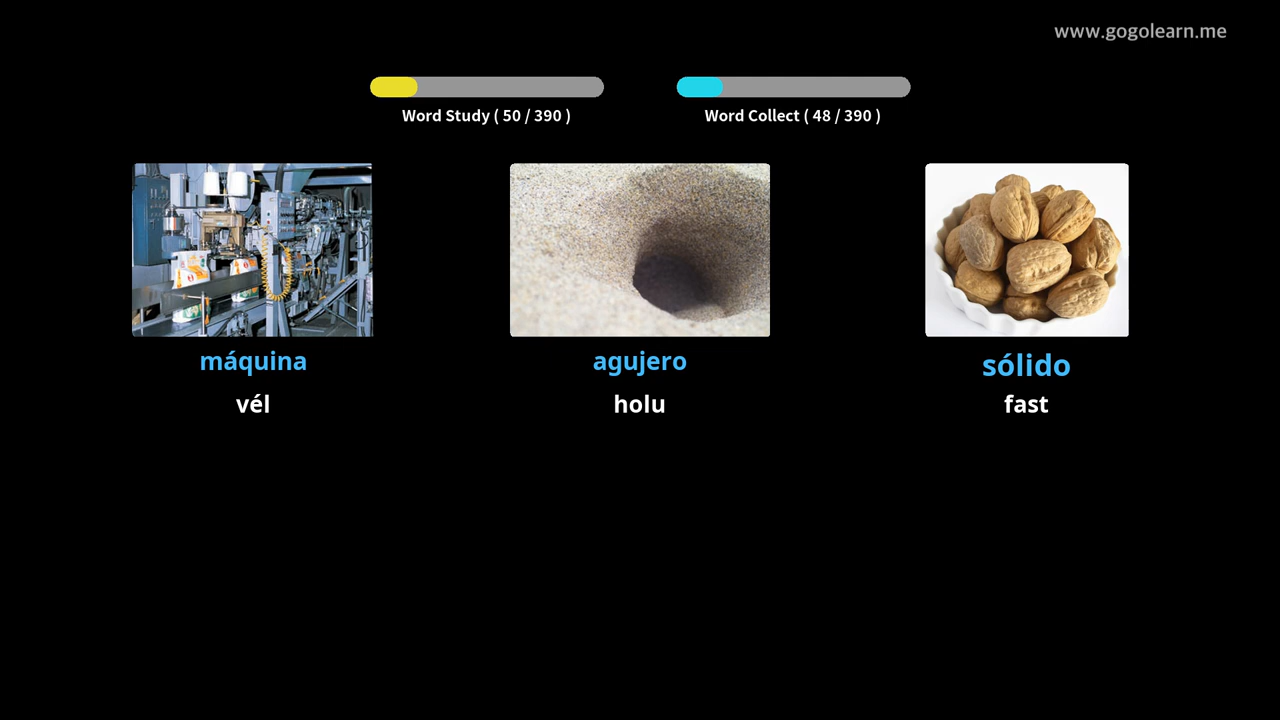 www.gogolearn.me
Word Study ( 50 / 390 )
Word Collect ( 48 / 390 )
máquina
agujero
sólido
vél
holu
fast